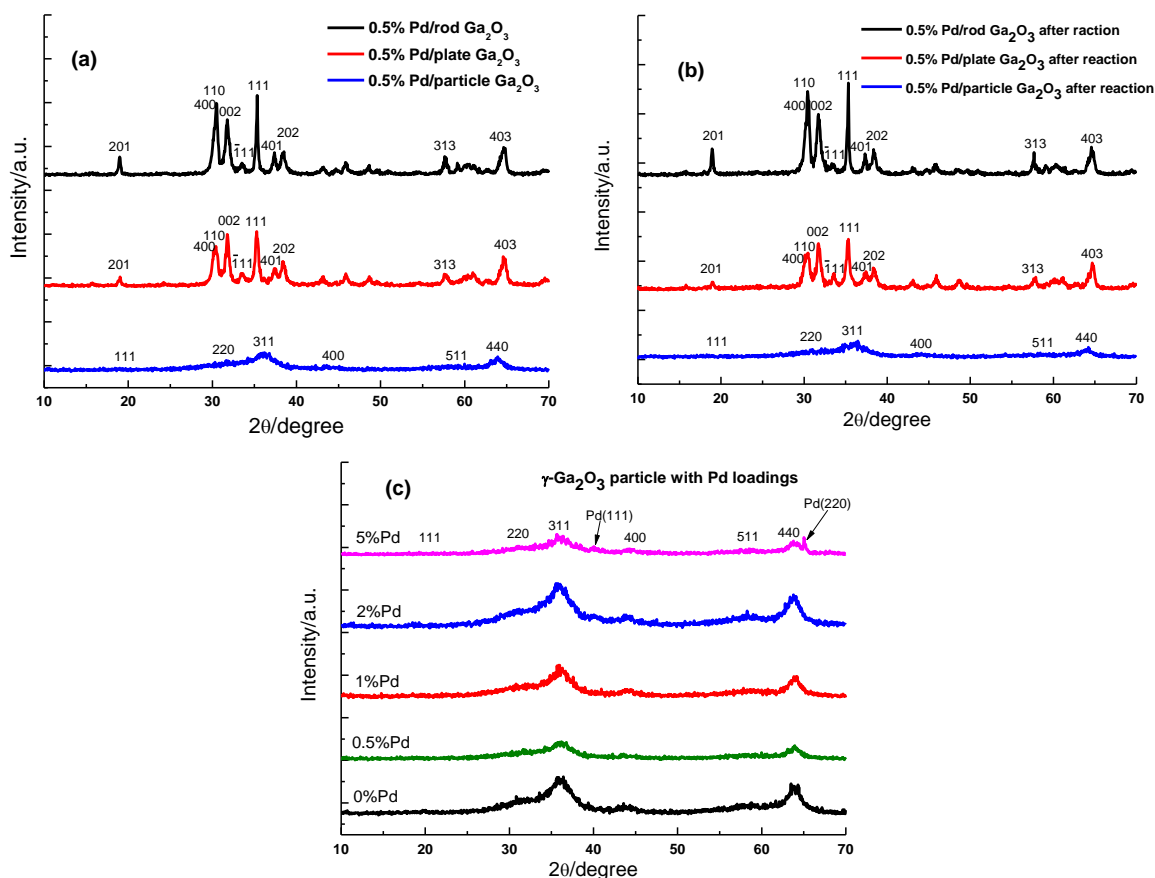 (a)
0.5% Pd/rod Ga2O3
0.5% Pd/plate Ga2O3
0.5% Pd/particle Ga2O3
110
400
002
111
201
-111
401
202
313
403
110
400
002
111
201
-111
401
202
313
403
111
220
311
400
511
440
Intensity/a.u.
10 20 30 40 50 60 70
2θ/degree
(b)
0.5% Pd/rod Ga2O3 after raction
0.5% Pd/plate Ga2O3 after reaction
0.5% Pd/particle Ga2O3 after reaction
110
400
002
111
201
-111
401
202
313
403
110
400
002
111
201
-111
401
202
313
403
111
220
311
400
511
440
Intensity/a.u.
10 20 30 40 50 60 70
2θ/degree
(c)
γ-Ga2O3 particle with Pd loadings
Pd(111)
Pd(220)
5%Pd
111
220
311
400
511
440
2%Pd
1%Pd
0.5%Pd
0%Pd
Intensity/a.u.
10 20 30 40 50 60 70
2θ/degree